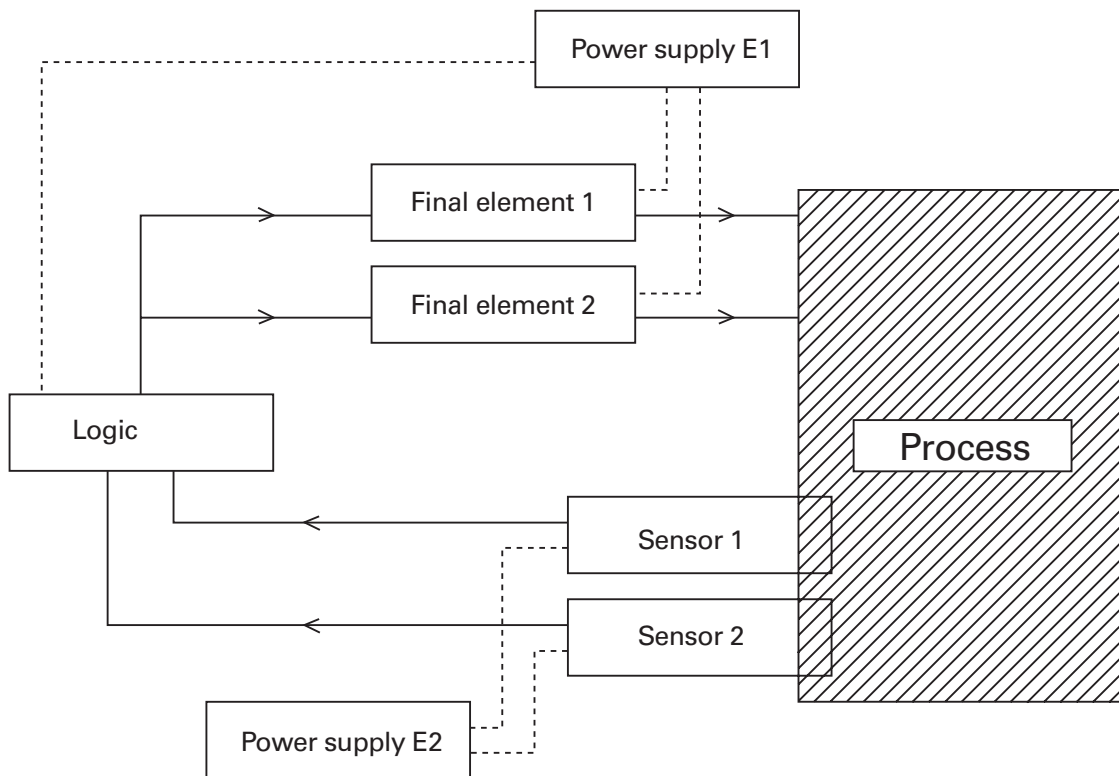 Power supply E1
Final element 1
Final element 2
Logic
Process
Sensor 1
Sensor 2
Power supply E2